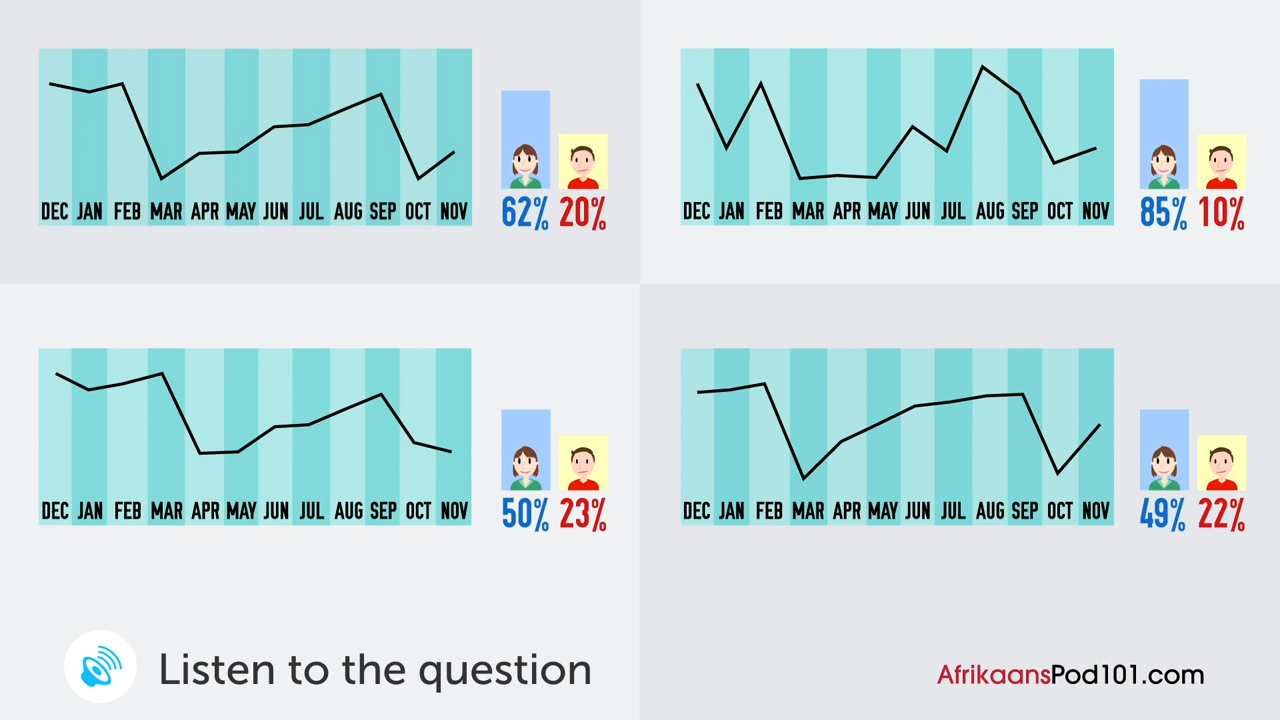 DEC JAN FEB MAR APR MAY JUN JUL AUG SEP OCT NOV
62% 20%
DEC JAN FEB MAR APR MAY JUN JUL AUG SEP OCT NOV
85% 10%
DEC JAN FEB MAR APR MAY JUN JUL AUG SEP OCT NOV
50% 23%
DEC JAN FEB MAR APR MAY JUN JUL AUG SEP OCT NOV
49% 22%
Listen to the question
AfrikaansPod101.com